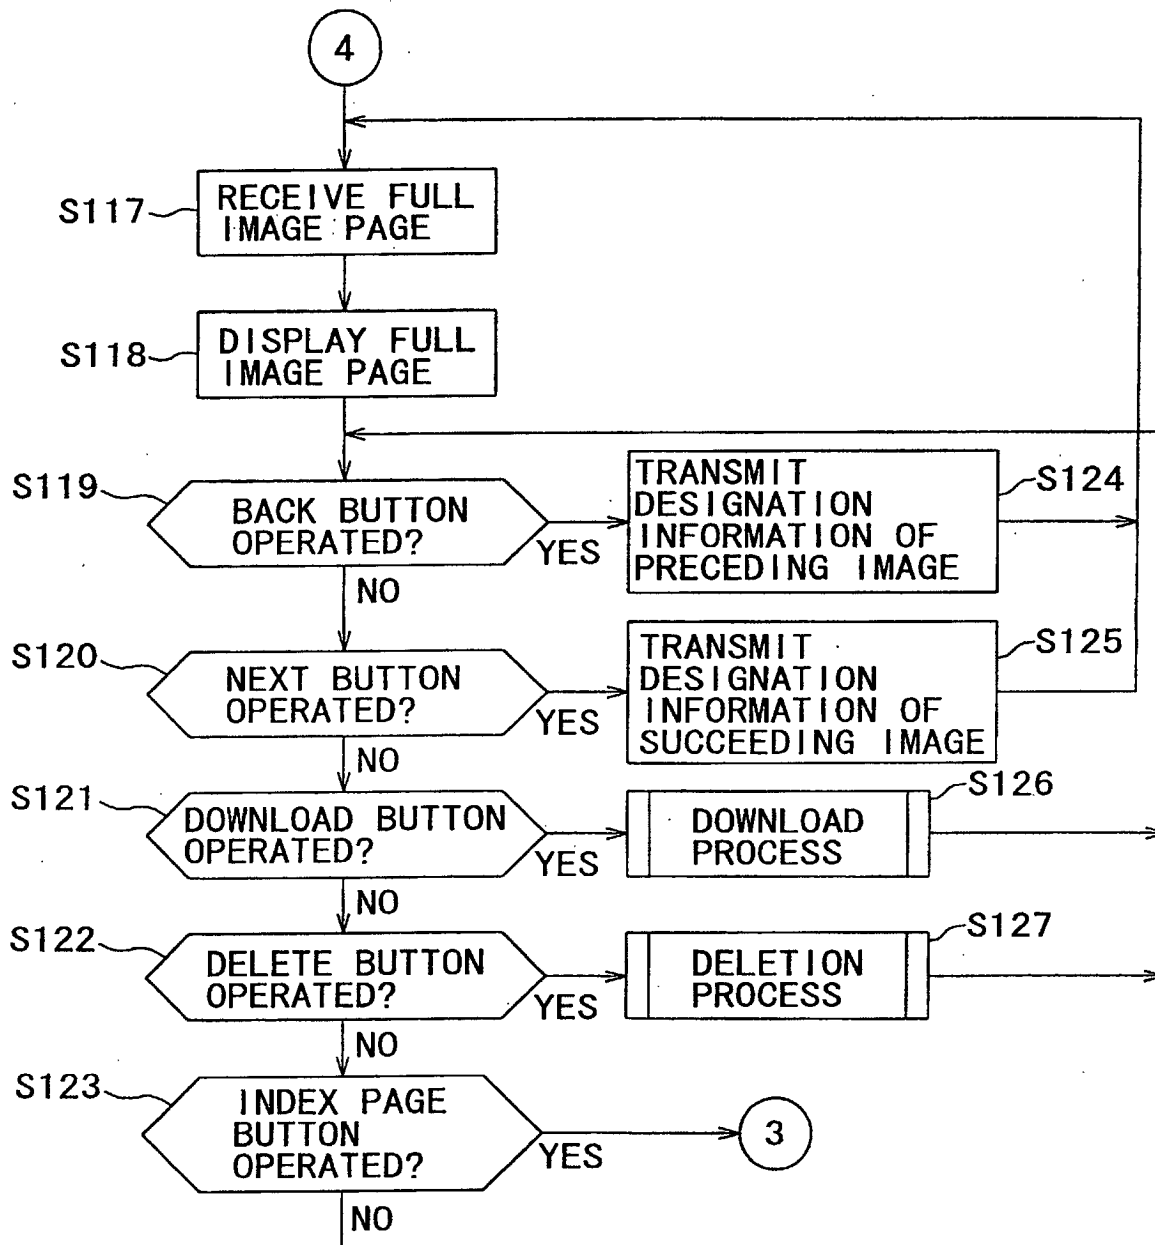 4
S117
RECEIVE FULL
IMAGE PAGE
S118
DISPLAY FULL
IMAGE PAGE
S119
BACK BUTTON
OPERATED?
YES
NO
TRANSMIT
DESIGNATION
INFORMATION OF
PRECEDING IMAGE
S124
S120
NEXT BUTTON
OPERATED?
YES
NO
TRANSMIT
DESIGNATION
INFORMATION OF
SUCCEEDING IMAGE
S125
S121
DOWNLOAD BUTTON
OPERATED?
YES
NO
DOWNLOAD
PROCESS
S126
S122
DELETE BUTTON
OPERATED?
YES
NO
DELETION
PROCESS
S127
S123
INDEX PAGE
BUTTON
OPERATED?
YES
3
NO